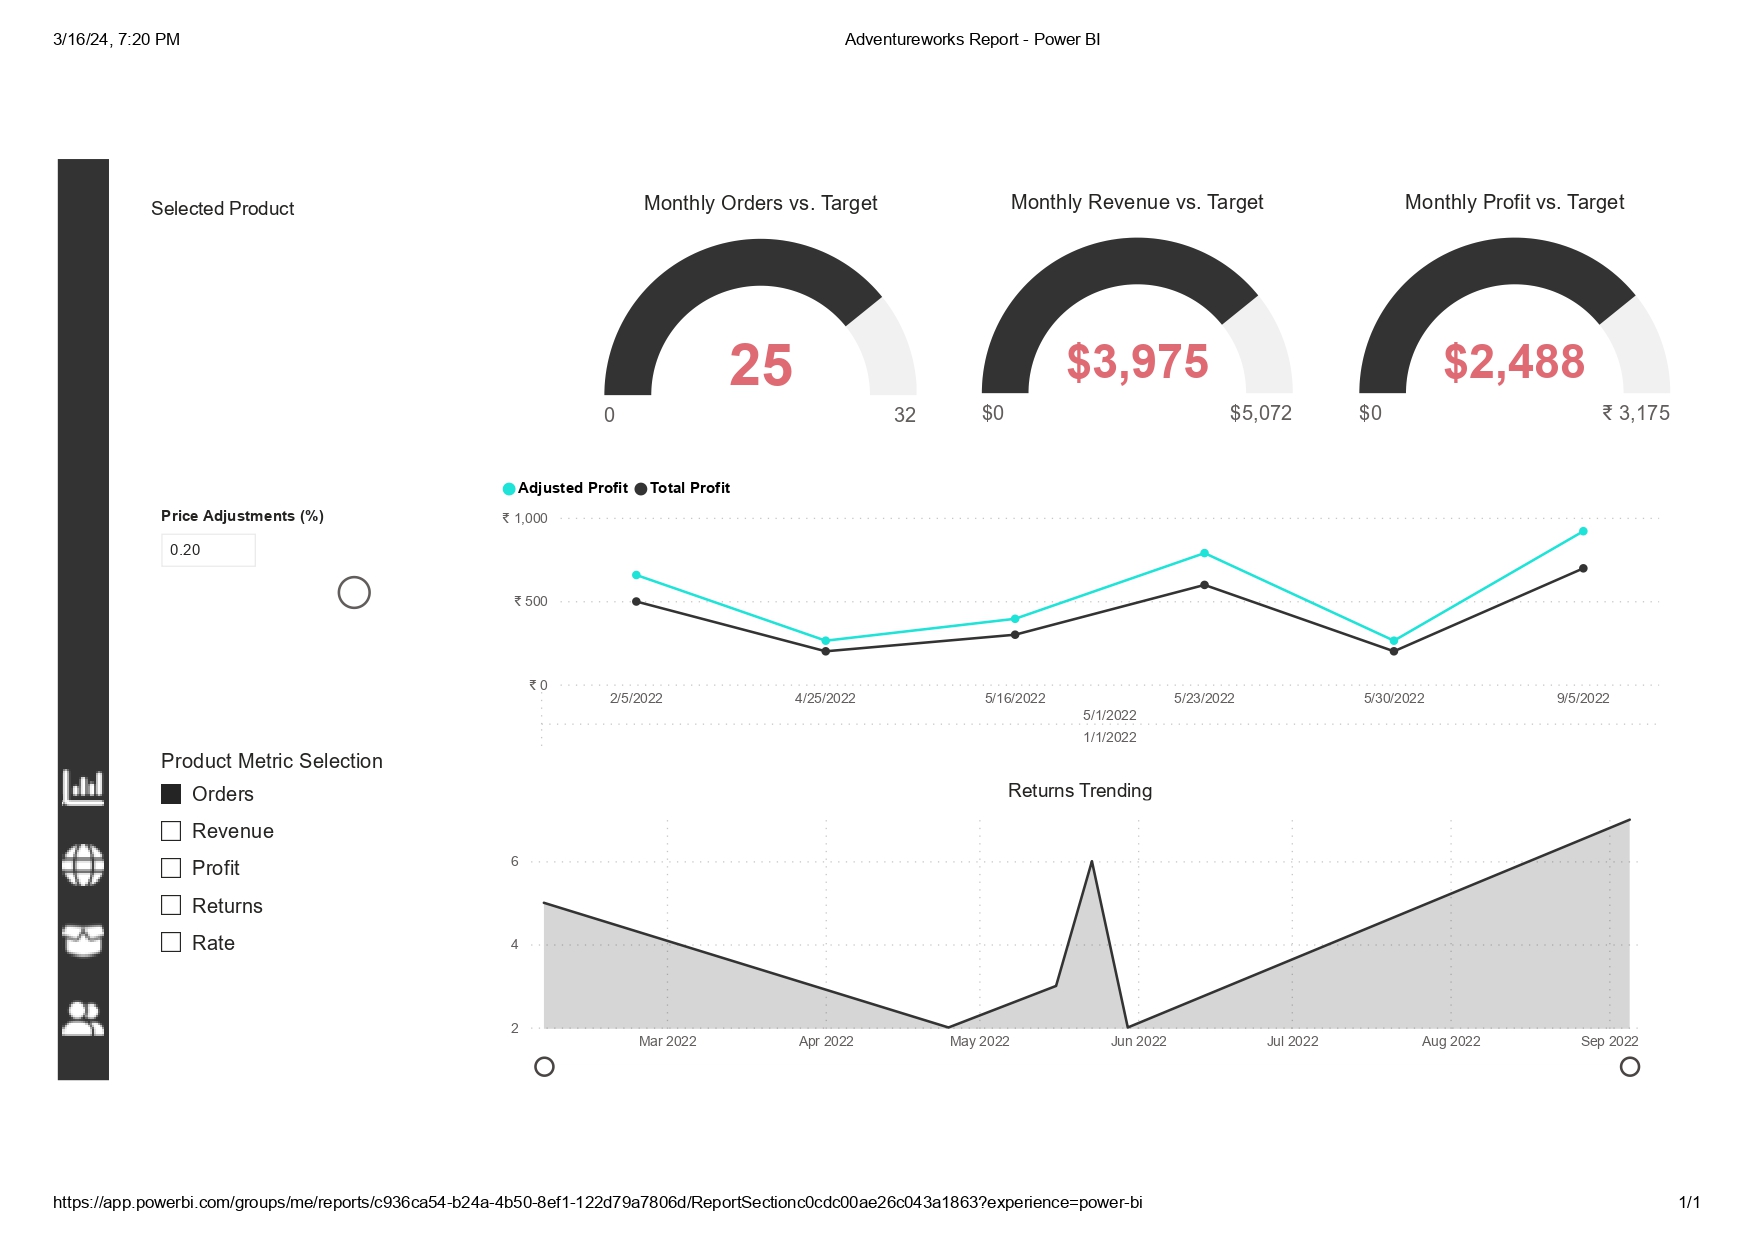 3/16/24, 7:20 PM
Adventureworks Report - Power BI
Selected Product
Monthly Orders vs. Target
25
0
32
Monthly Revenue vs. Target
$3,975
$0
$5,072
Monthly Profit vs. Target
$2,488
$0
₹ 3,175
Price Adjustments (%)
0.20
Adjusted Profit Total Profit
₹ 1,000
₹ 500
₹ 0
2/5/2022 4/25/2022 5/16/2022 5/23/2022 5/30/2022 9/5/2022
5/1/2022
1/1/2022
Product Metric Selection
Orders
Revenue
Profit
Returns
Rate
Returns Trending
6
4
2
Mar 2022 Apr 2022 May 2022 Jun 2022 Jul 2022 Aug 2022 Sep 2022
https://app.powerbi.com/groups/me/reports/c936ca54-b24a-4b50-8ef1-122d79a7806d/ReportSectionc0cdc00ae26c043a1863?experience=power-bi
1/1